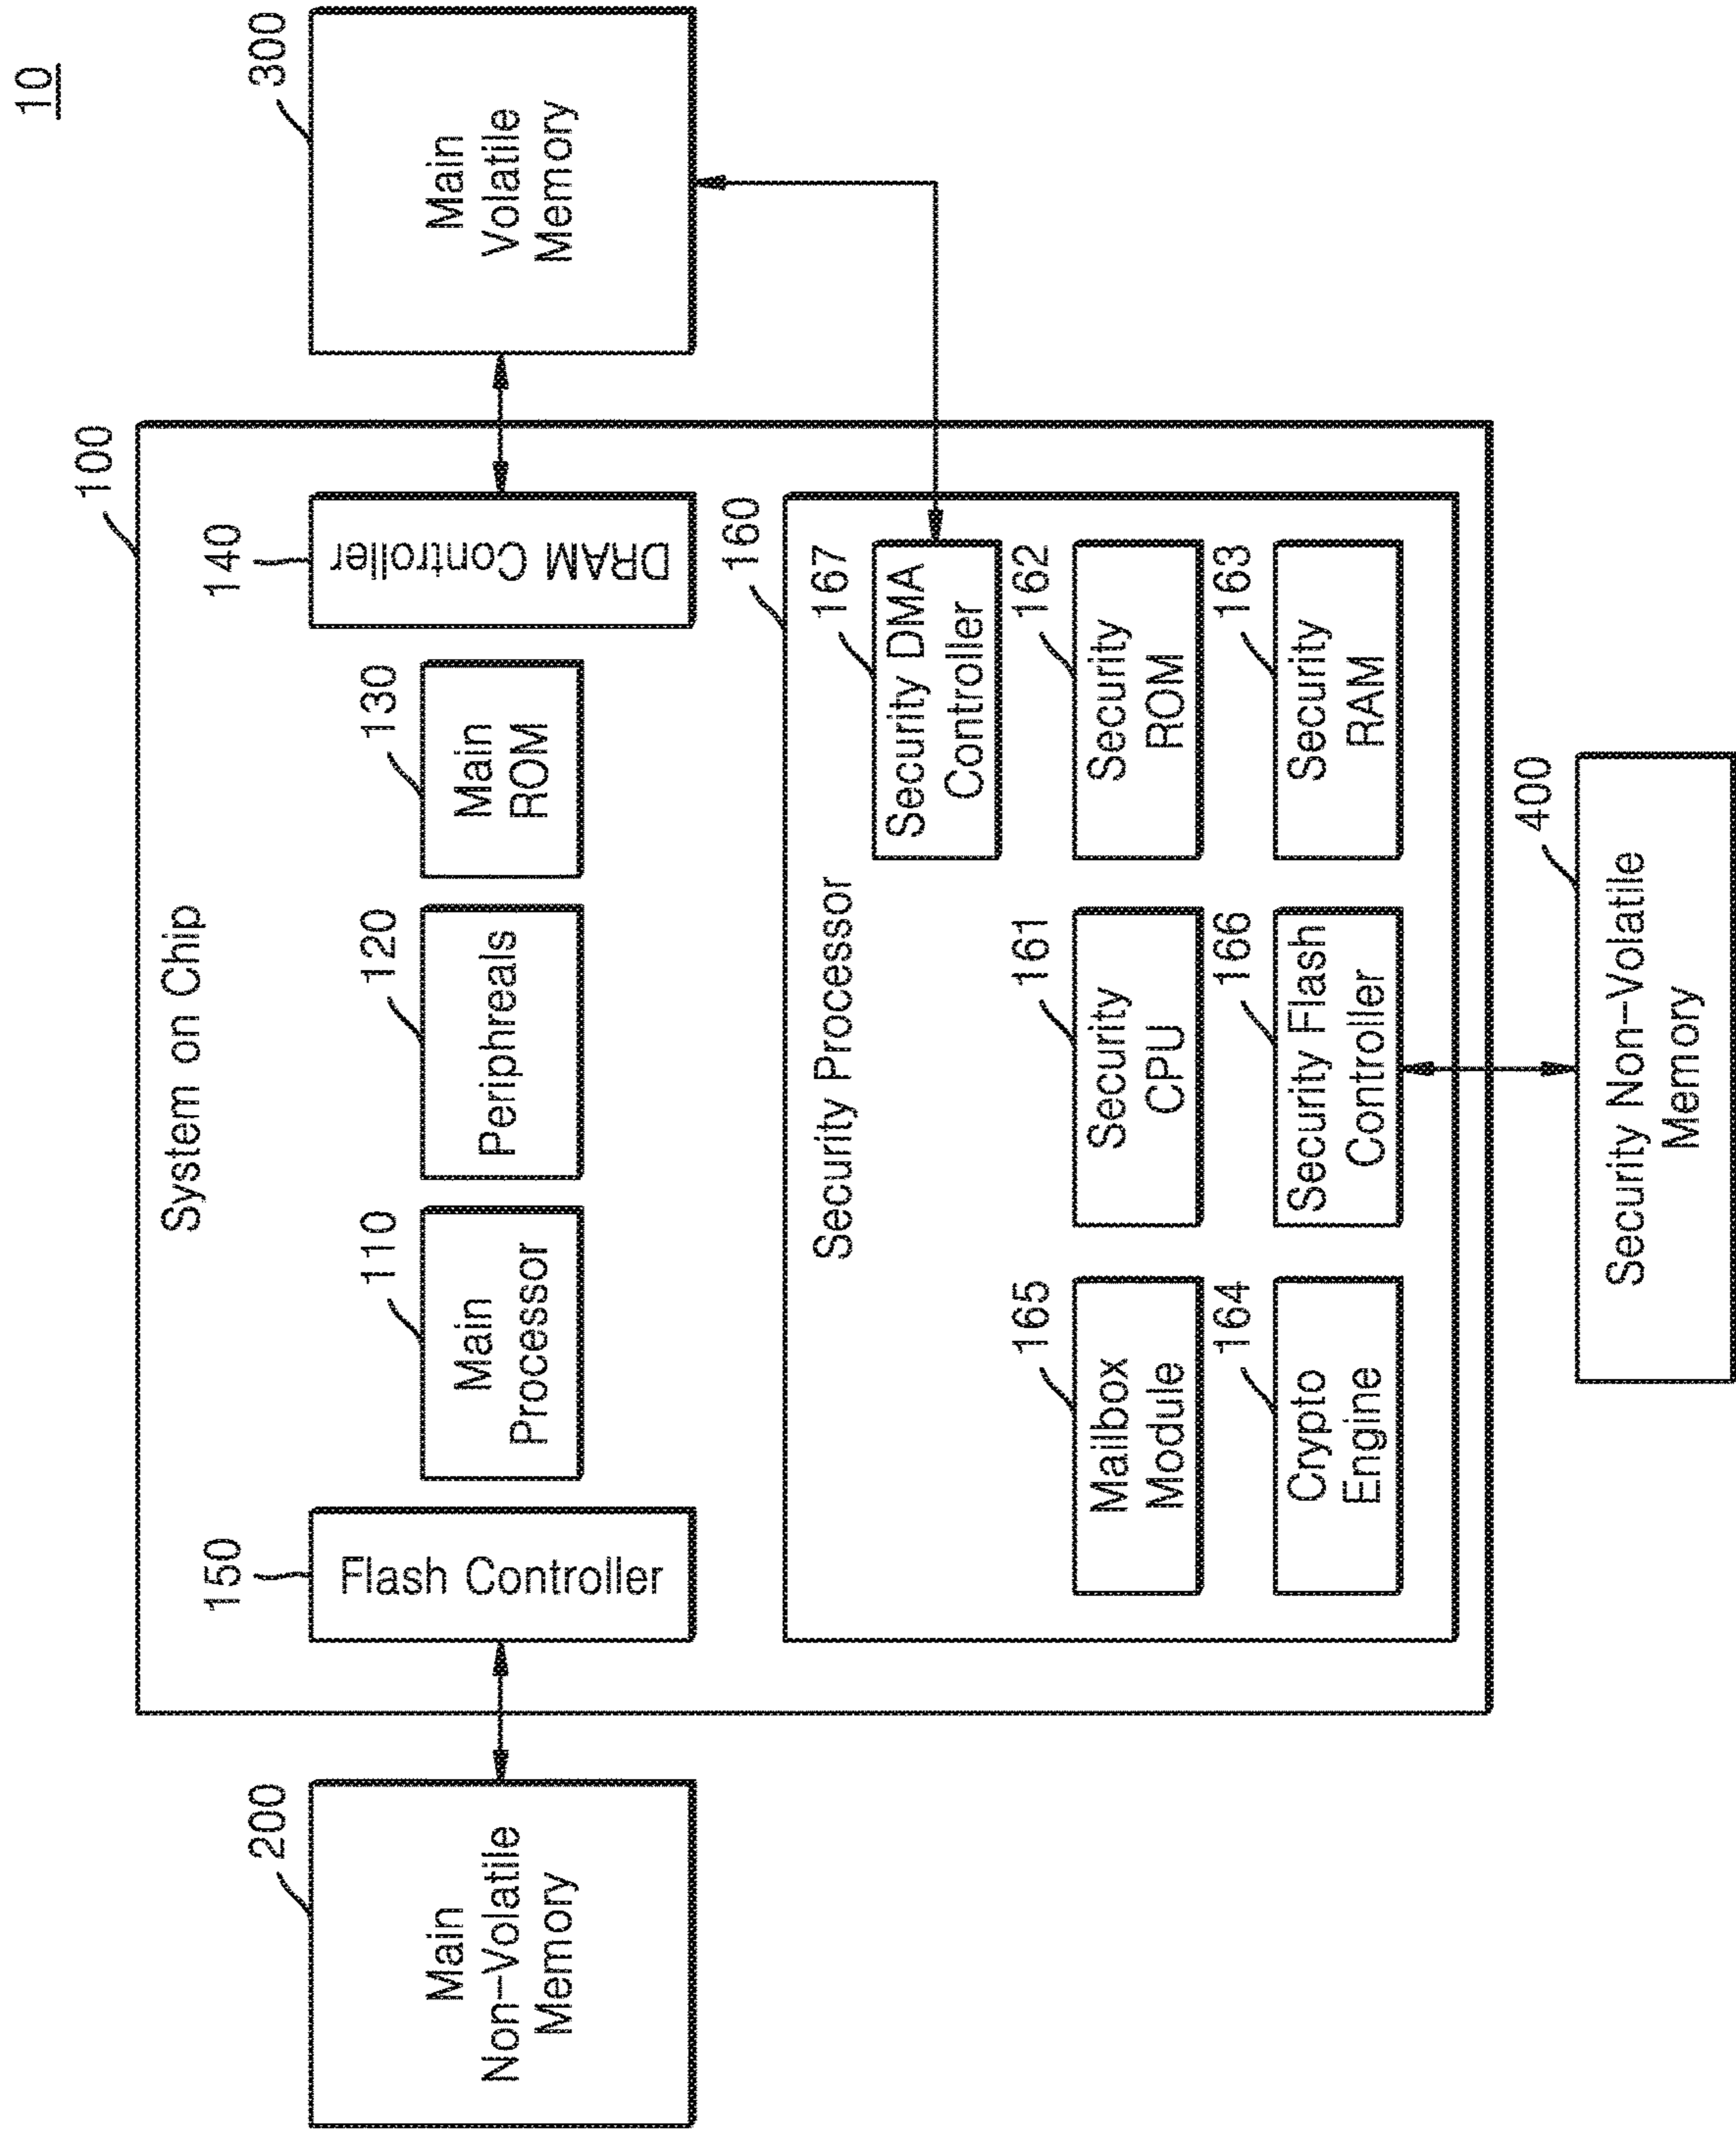 10
System on Chip
100
200
Main
Non-Volatile
Memory
150
Flash Controller
110
Main
Processor
120
Periphreals
130
Main
ROM
140
DRAM Controller
300
Main
Volatile
Memory
160
Security Processor
167
Security DMA
Controller
165
Mailbox
Module
161
Security
CPU
162
Security
ROM
164
Crypto
Engine
166
Security Flash
Controller
163
Security
RAM
400
Security Non-Volatile
Memory